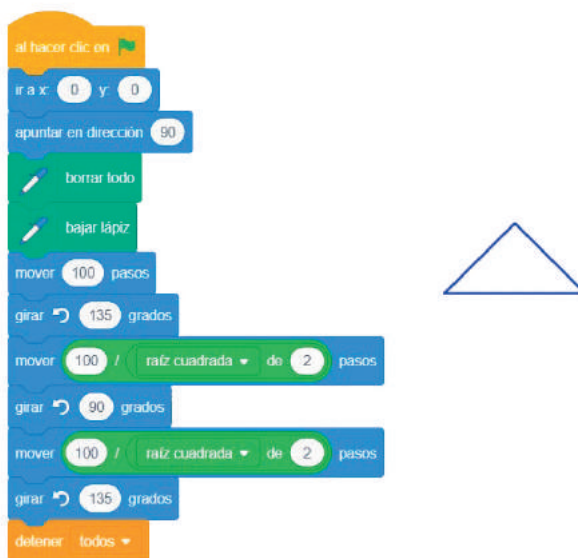 al hacer clic en
ir a x: 0 y: 0
apuntar en dirección 90
borrar todo
bajar lápiz
mover 100 pasos
girar 135 grados
mover 100 / raíz cuadrada de 2 pasos
girar 90 grados
mover 100 / raíz cuadrada de 2 pasos
girar 135 grados
detener todos